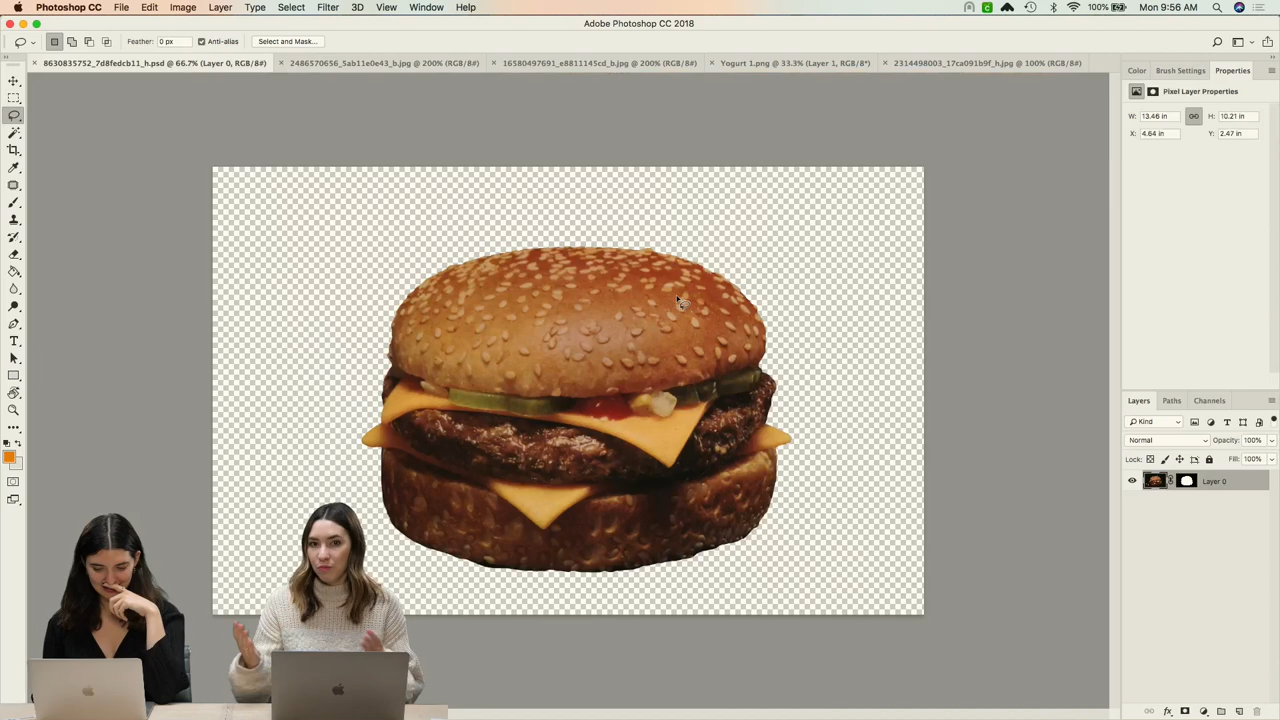 Photoshop CC File Edit Image Layer Type Select Filter 3D View Window Help 100% Mon 9:56 AM
Adobe Photoshop CC 2018
Feather: 0 px Anti-alias Select and Mask...
8630835752_7d8fedcb11_h.psd @ 66.7% (Layer 0, RGB/8#) 2486570656_5ab11e0e43_b.jpg @ 200% (RGB/8#) 16580497691_e8811145cd_b.jpg @ 200% (RGB/8#) Yogurt 1.png @ 33.3% (Layer 1, RGB/8*) 2314498003_17ca091b9f_h.jpg @ 100% (RGB/8#)
Color Brush Settings Properties
Pixel Layer Properties
W: 13.46 in H: 10.21 in
X: 4.64 in Y: 2.47 in
Layers Paths Channels
Kind
Normal Opacity: 100%
Lock: Fill: 100%
Layer 0